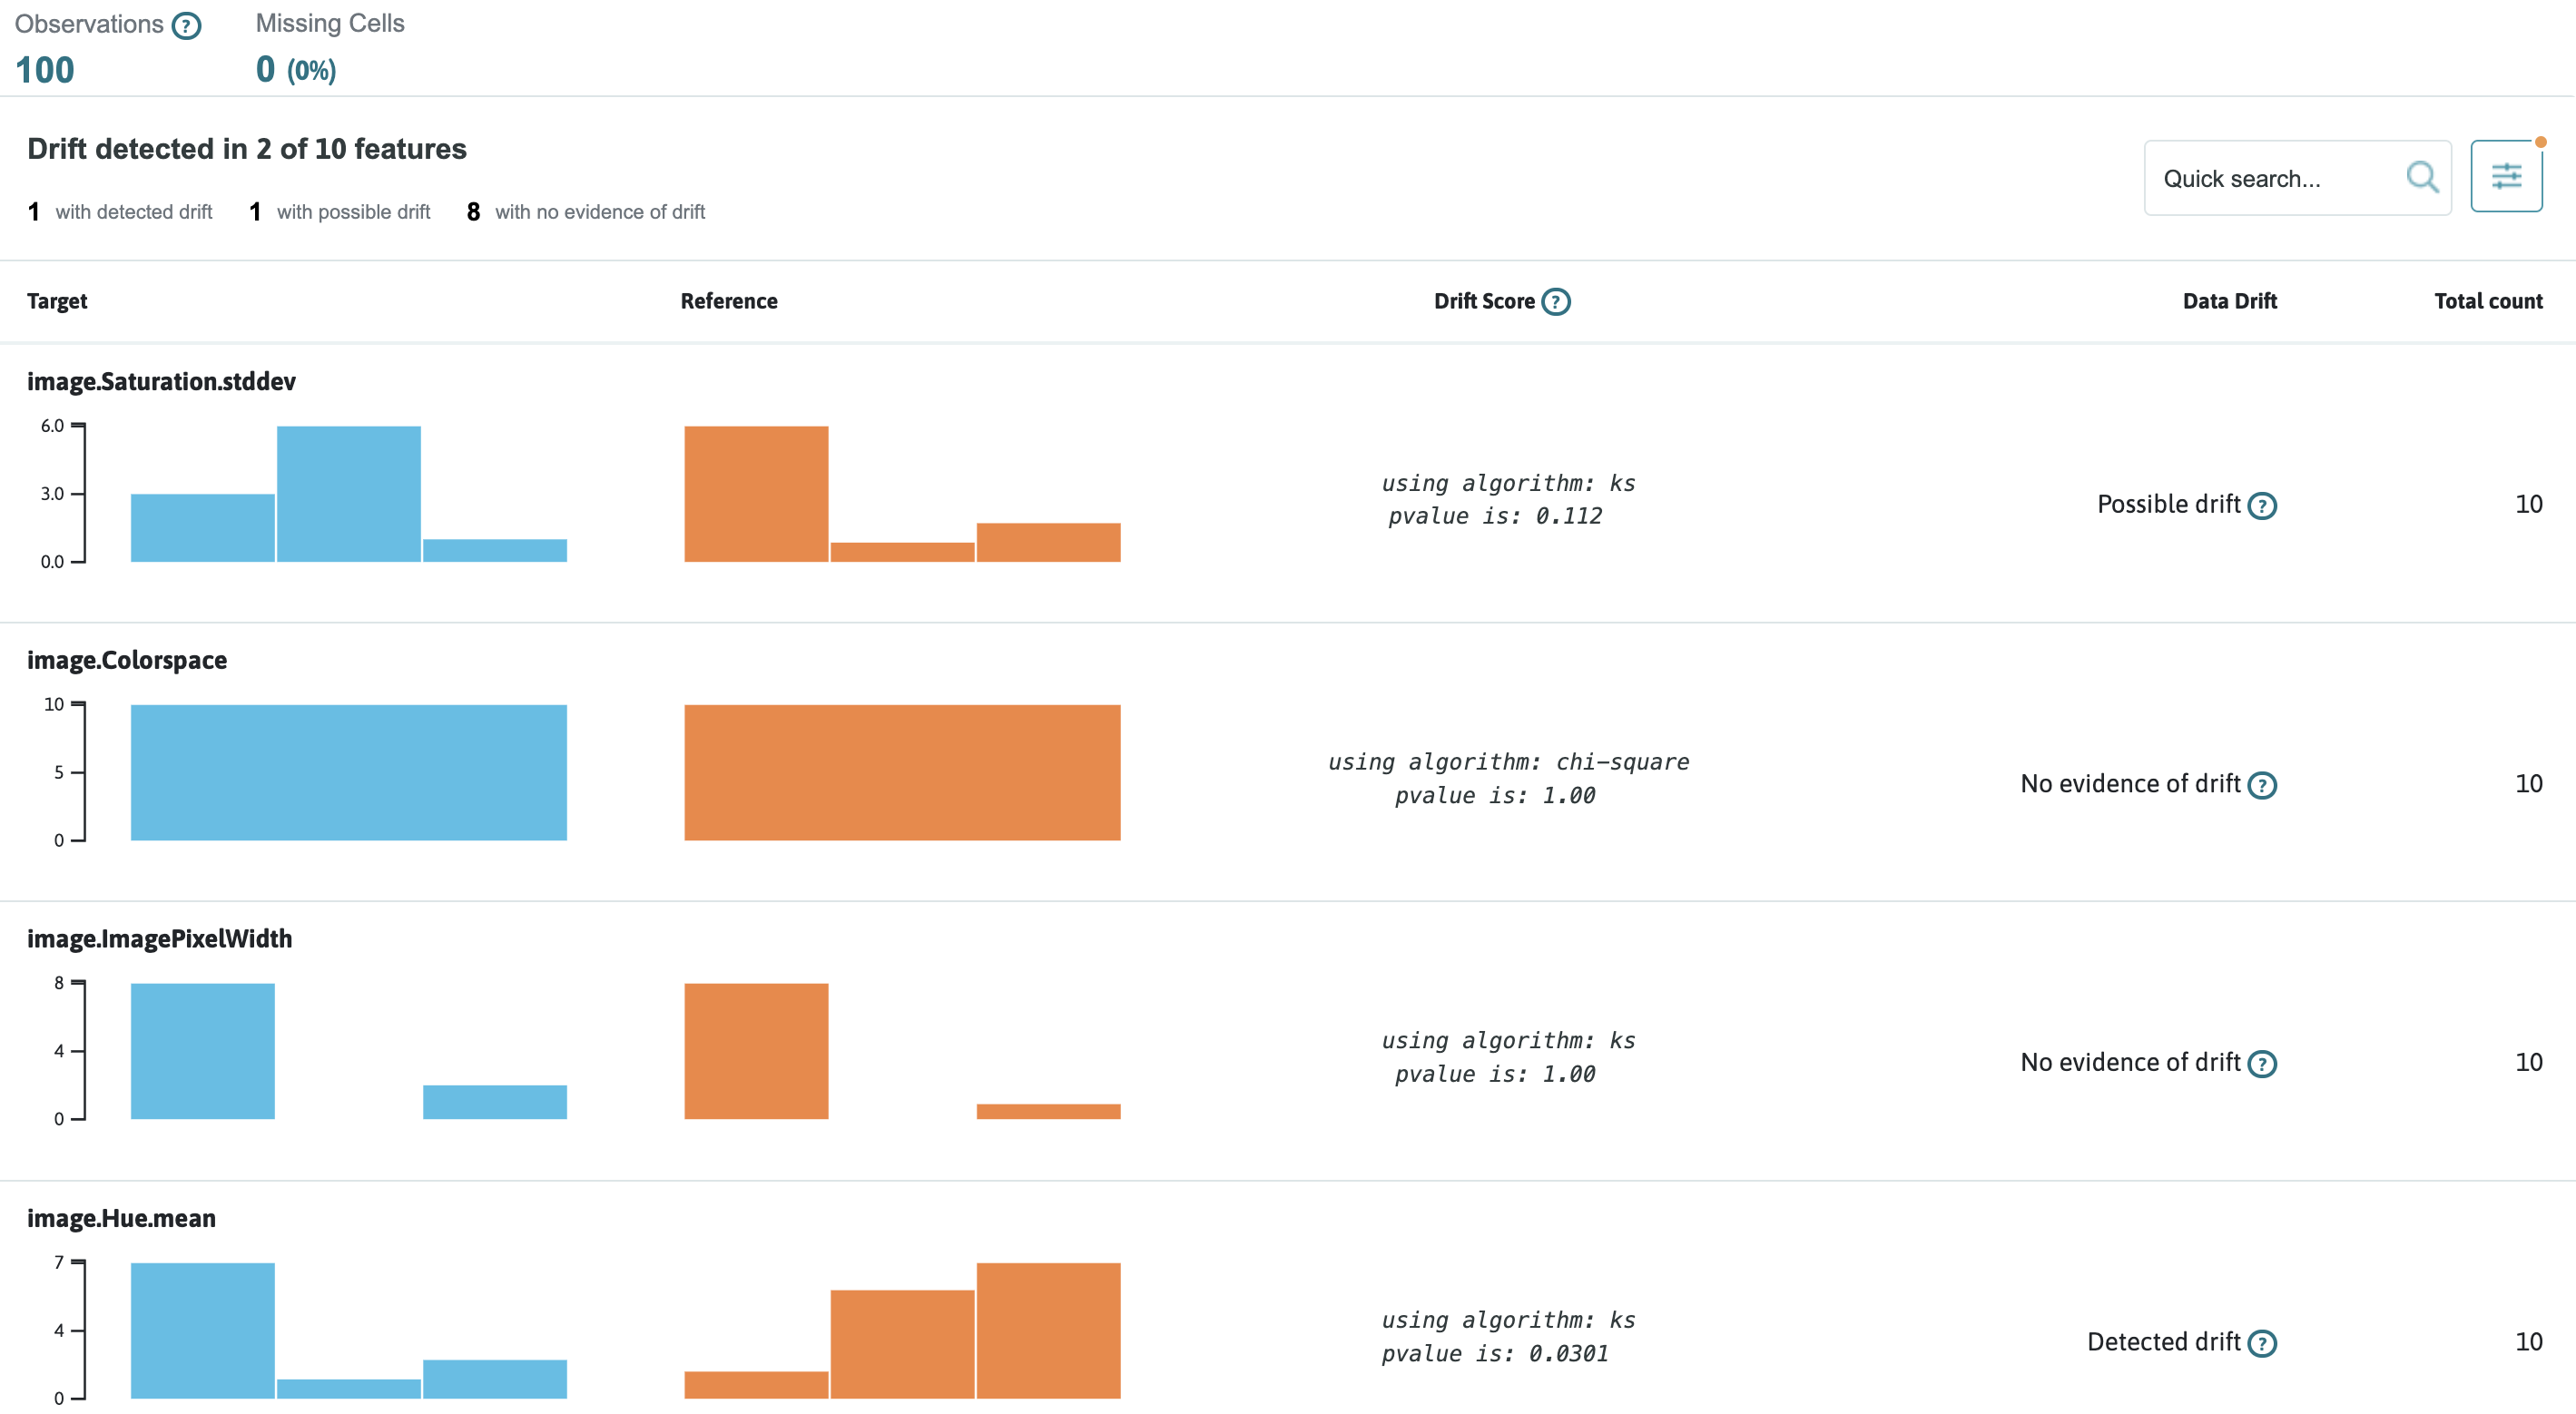 Observations ?
Missing Cells
100
0 (0%)
Drift detected in 2 of 10 features
1 with detected drift 1 with possible drift 8 with no evidence of drift
Quick search...
Target Reference Drift Score ? Data Drift Total count
image.Saturation.stddev
6.0
3.0
0.0
using algorithm: ks
pvalue is: 0.112
Possible drift ?
10
image.Colorspace
10
5
0
using algorithm: chi-square
pvalue is: 1.00
No evidence of drift ?
10
image.ImagePixelWidth
8
4
0
using algorithm: ks
pvalue is: 1.00
No evidence of drift ?
10
image.Hue.mean
7
4
0
using algorithm: ks
pvalue is: 0.0301
Detected drift ?
10